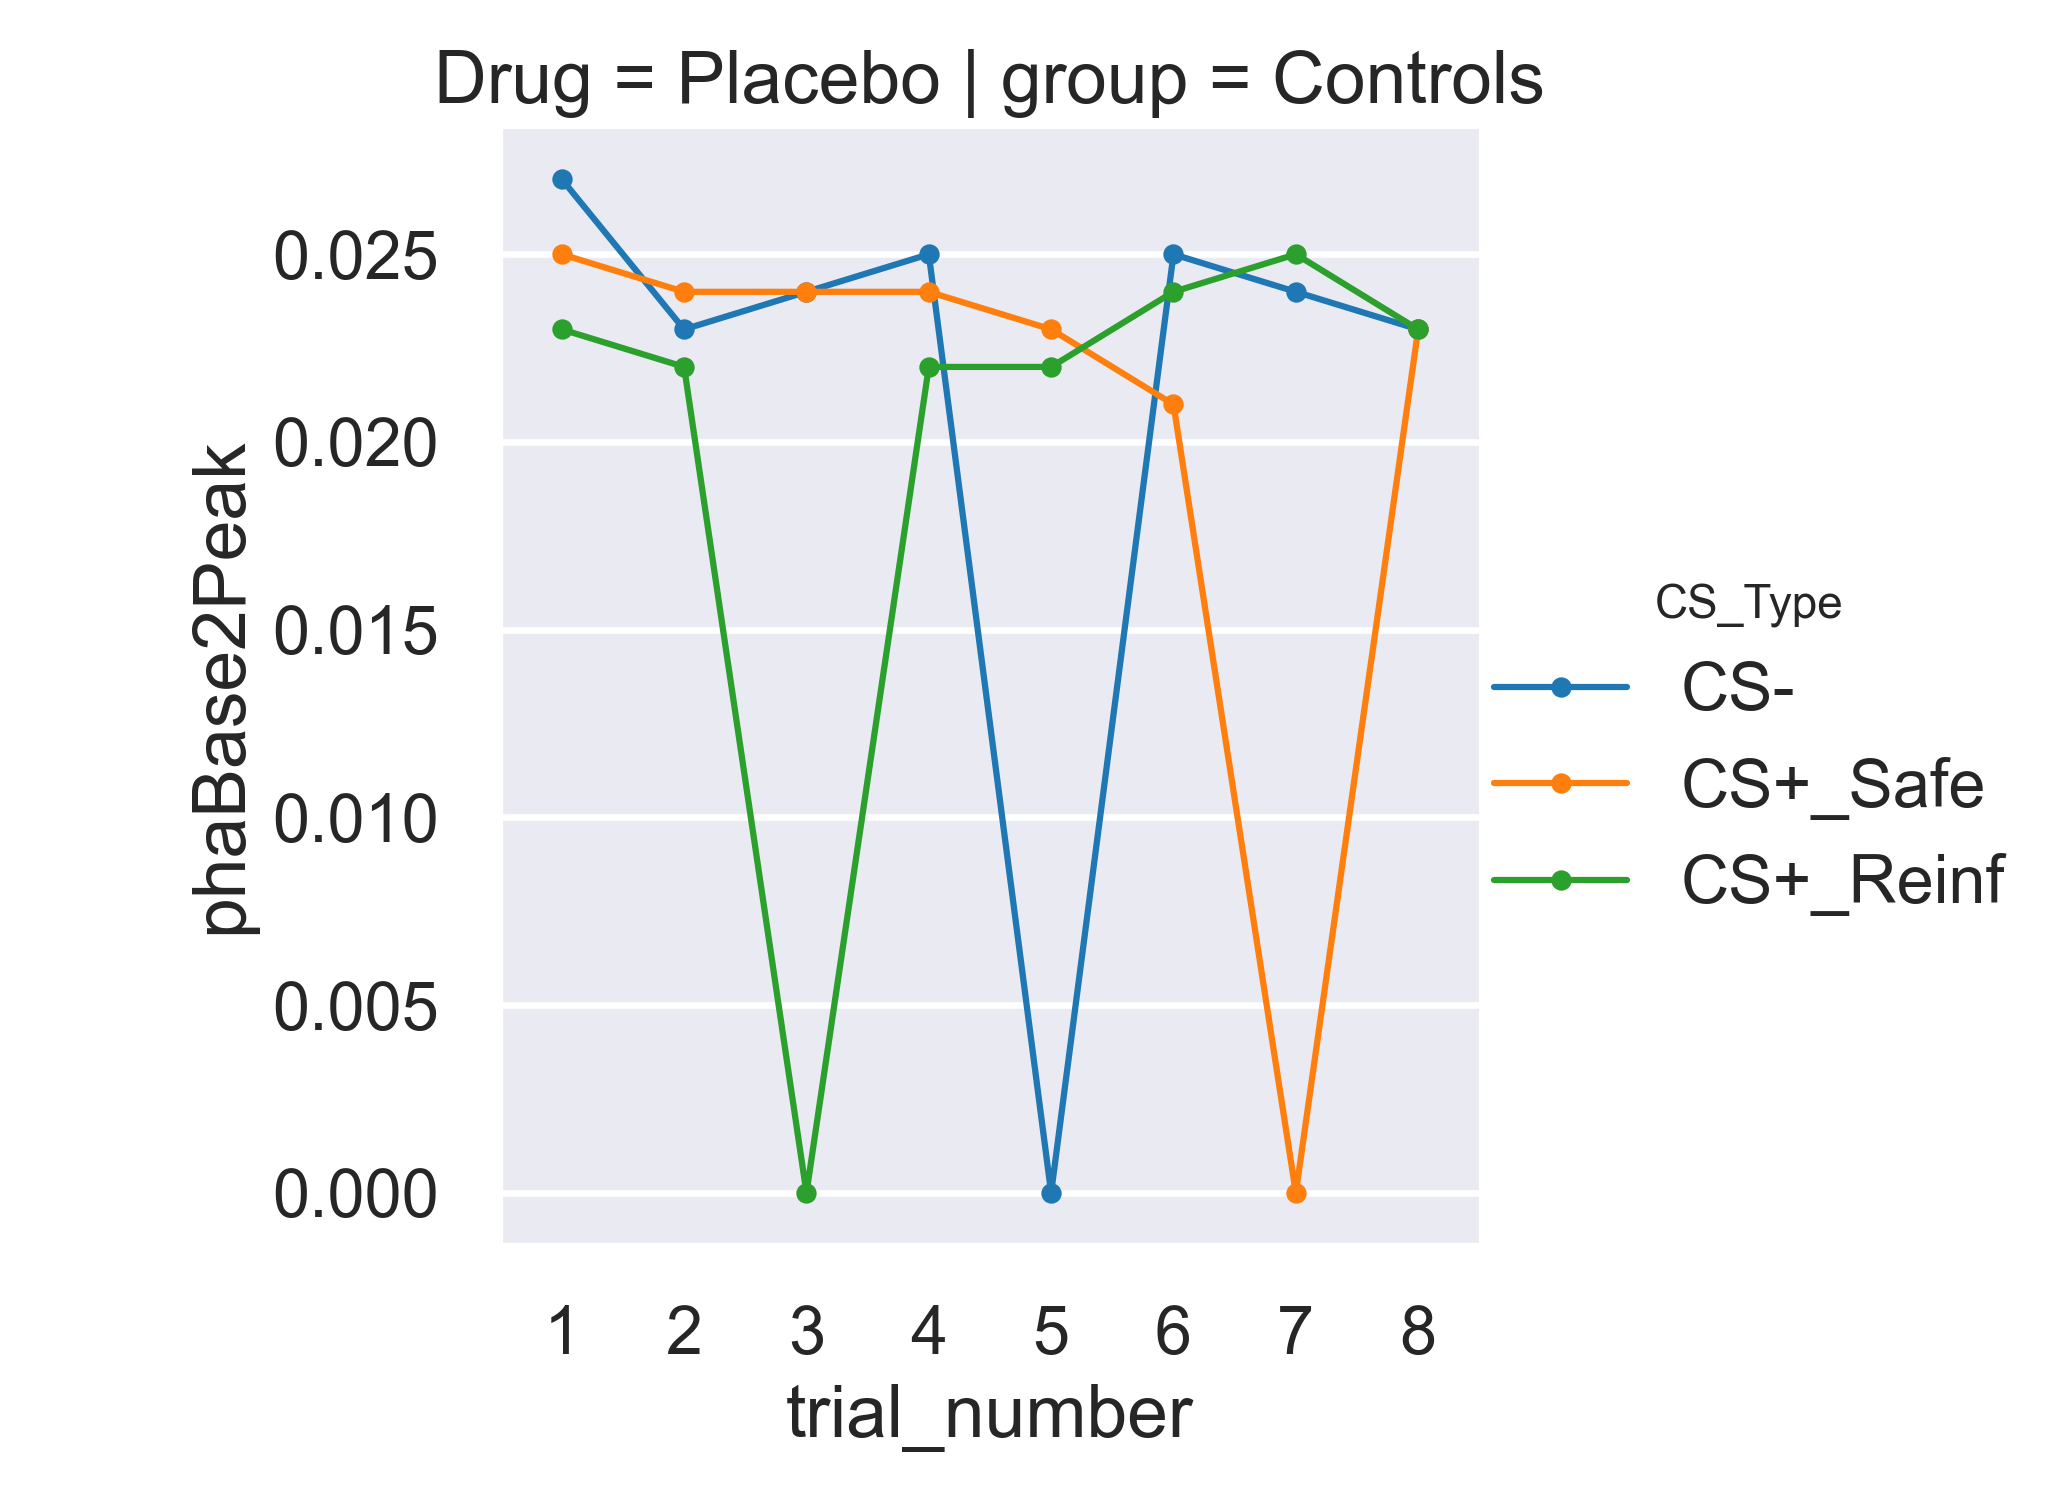 Drug = Placebo | group = Controls
phaBase2Peak
0.025
0.020
0.015
0.010
0.005
0.000
1 2 3 4 5 6 7 8
trial_number
CS_Type
CS-
CS+_Safe
CS+_Reinf